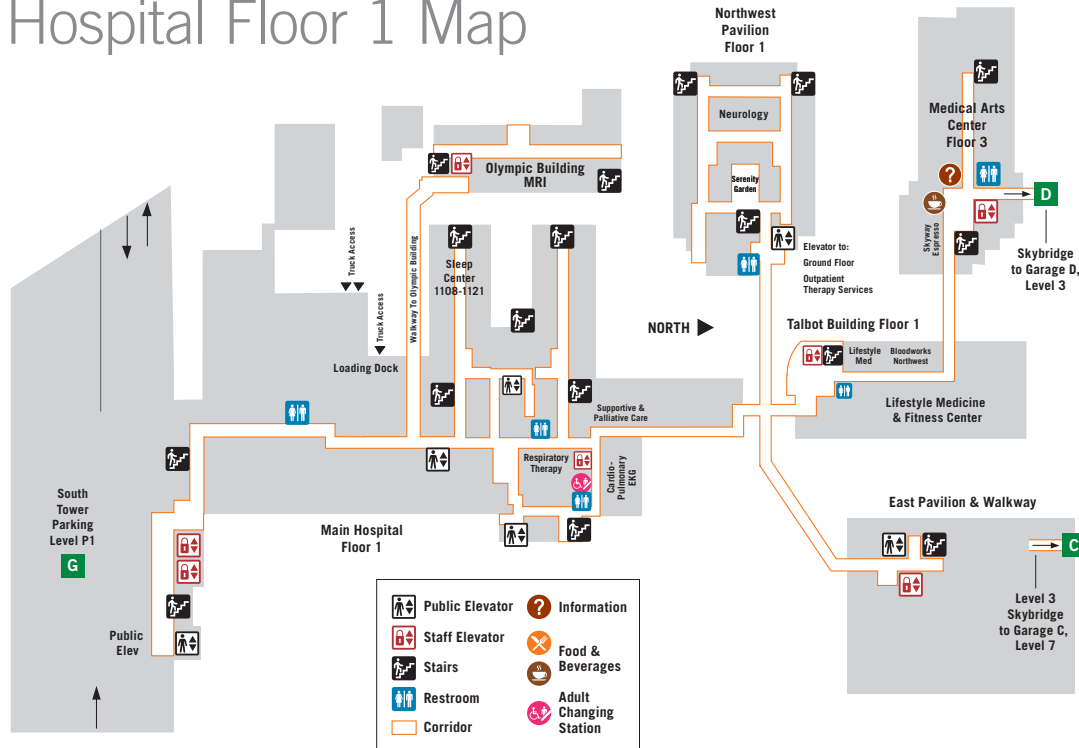 Hospital Floor 1 Map
Northwest
Pavilion
Floor 1
Neurology
Serenity
Garden
Elevator to:
Ground Floor
Outpatient
Therapy Services
Medical Arts
Center
Floor 3
?
Skyway
Espresso
D
Skybridge
to Garage D,
Level 3
Olympic Building
MRI
Sleep
Center
1108-1121
Walkway To Olympic Building
Truck Access
Truck Access
Loading Dock
NORTH
Talbot Building Floor 1
Lifestyle
Med
Bloodworks
Northwest
Lifestyle Medicine
& Fitness Center
Supportive &
Palliative Care
Respiratory
Therapy
Cardio-
Pulmonary
EKG
South
Tower
Parking
Level P1
G
Public
Elev
Main Hospital
Floor 1
East Pavilion & Walkway
C
Level 3
Skybridge
to Garage C,
Level 7
Public Elevator
Staff Elevator
Stairs
Restroom
Corridor
?
Information
Food &
Beverages
Adult
Changing
Station